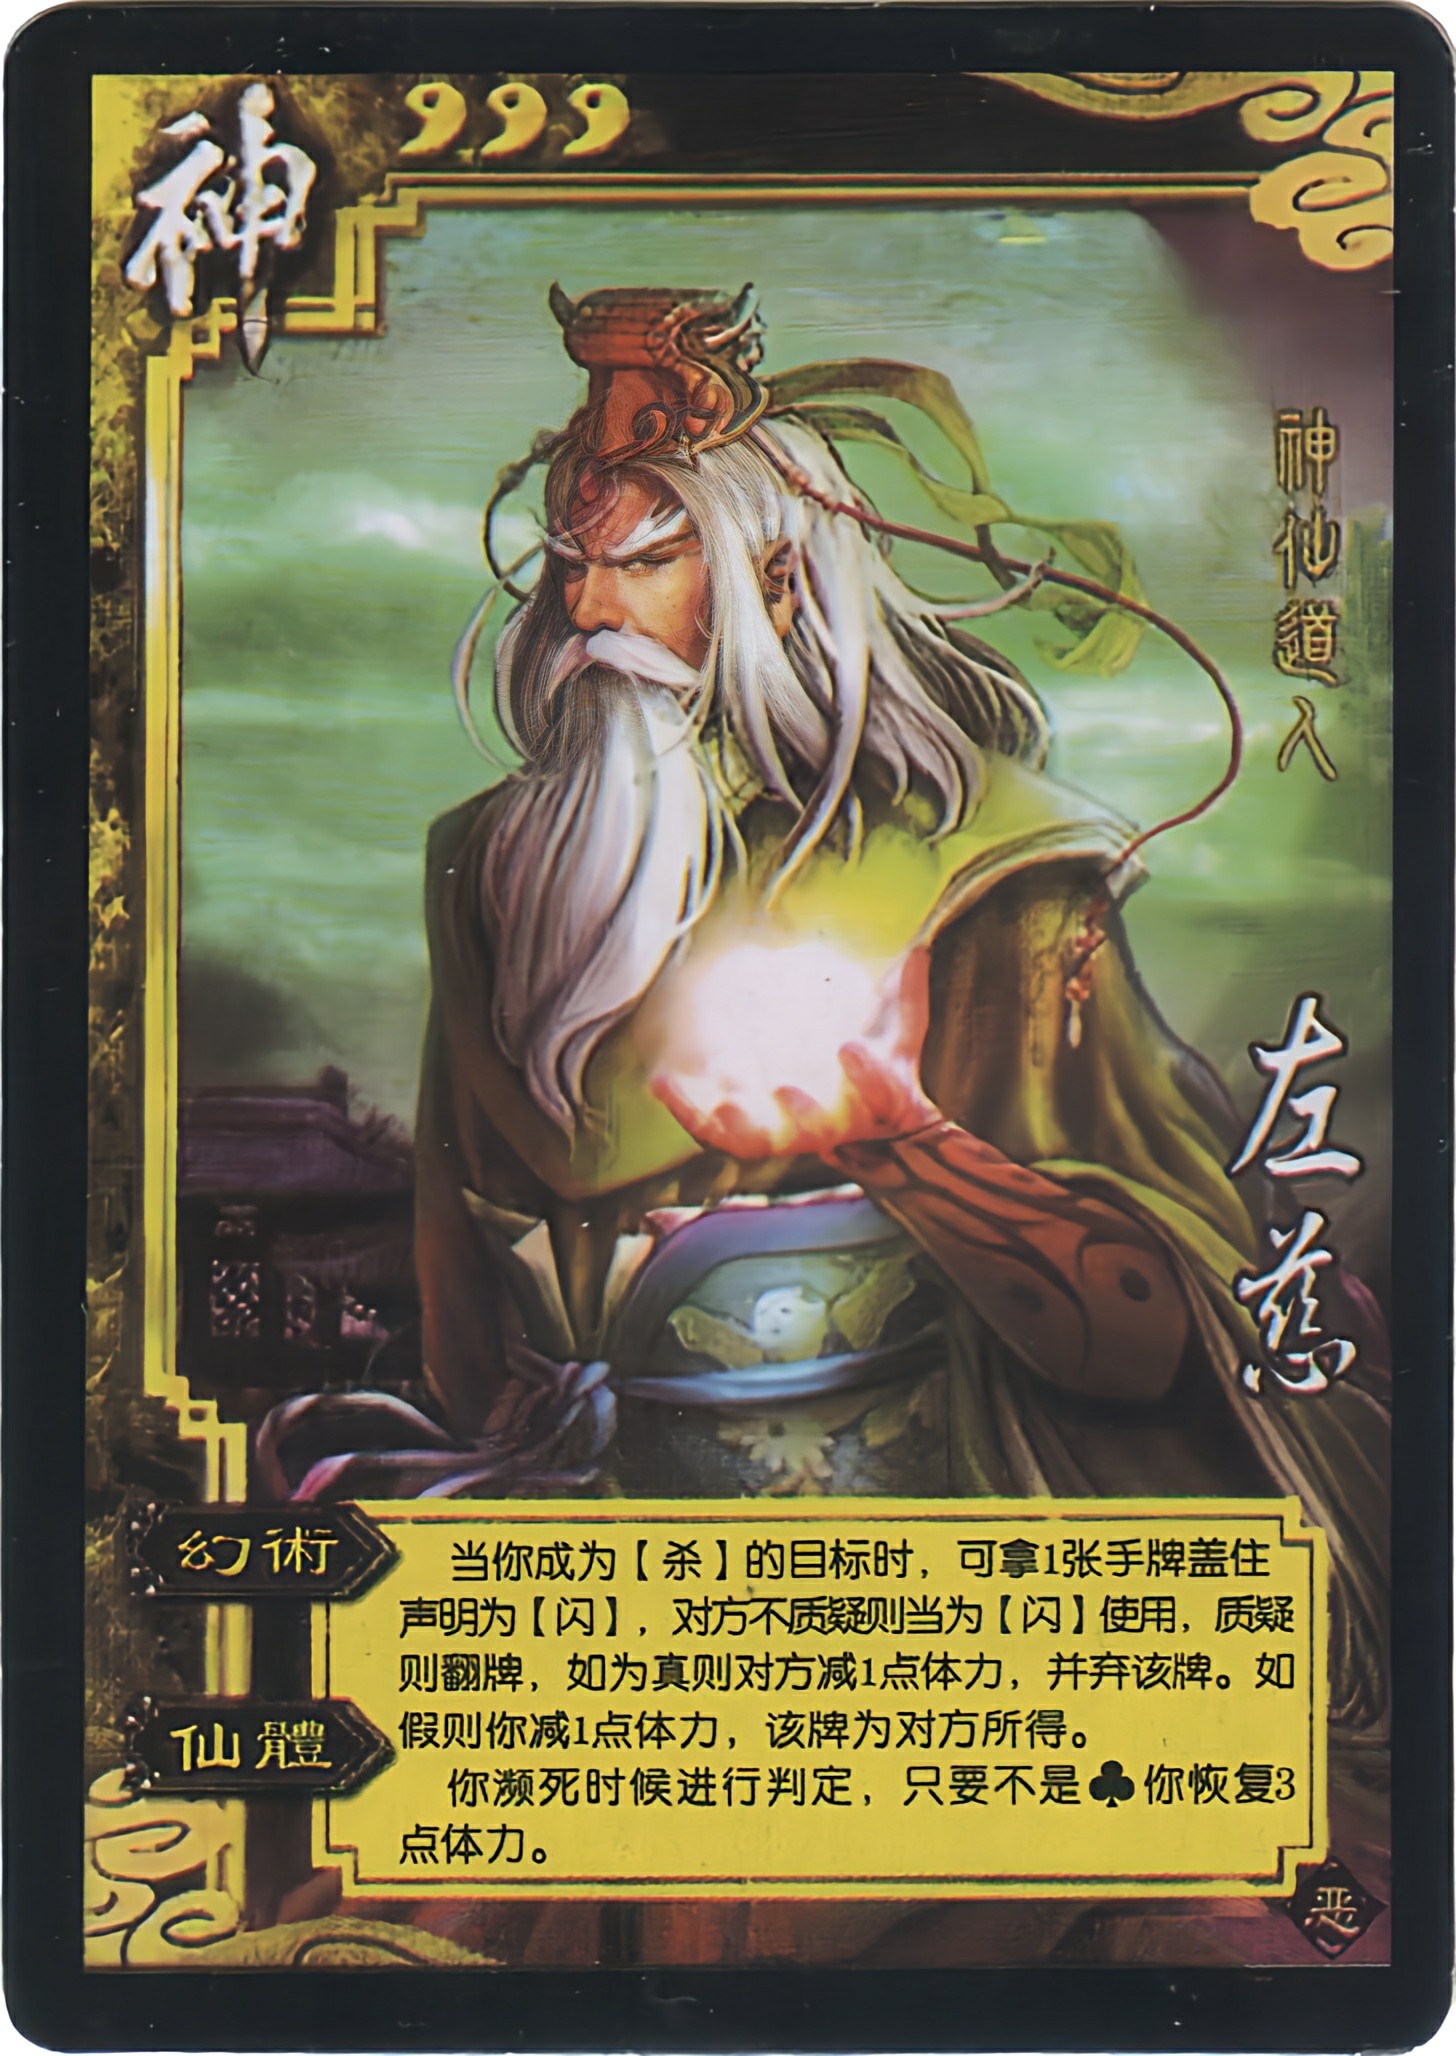 神
神仙道人
左慈
幻術
当你成为【杀】的目标时，可拿1张手牌盖住
声明为【闪】，对方不质疑则当为【闪】使用，质疑
则翻牌，如为真则对方减1点体力，并弃该牌。如
假则你减1点体力，该牌为对方所得。
仙體
你濒死时候进行判定，只要不是♣你恢复3
点体力。
恶